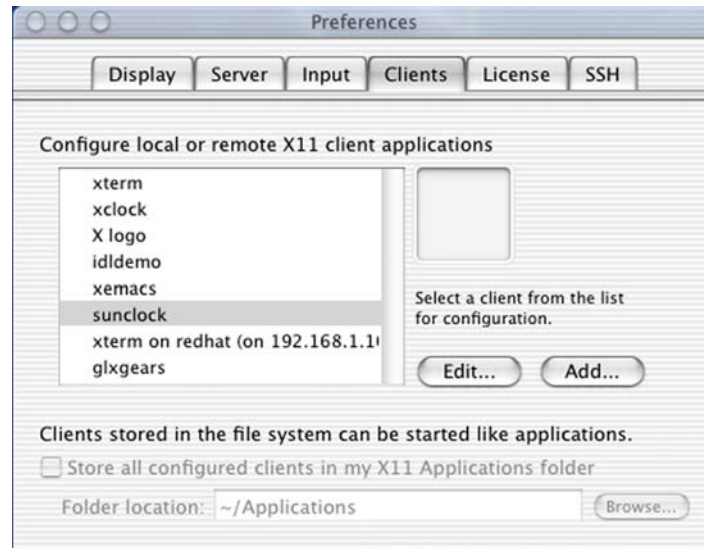 Preferences
Display Server Input Clients License SSH
Configure local or remote X11 client applications
xterm
xclock
X logo
idldemo
xemacs
sunclock
xterm on redhat (on 192.168.1.1
glxgears
Select a client from the list
for configuration.
Edit... Add...
Clients stored in the file system can be started like applications.
Store all configured clients in my X11 Applications folder
Folder location: ~/Applications Browse...